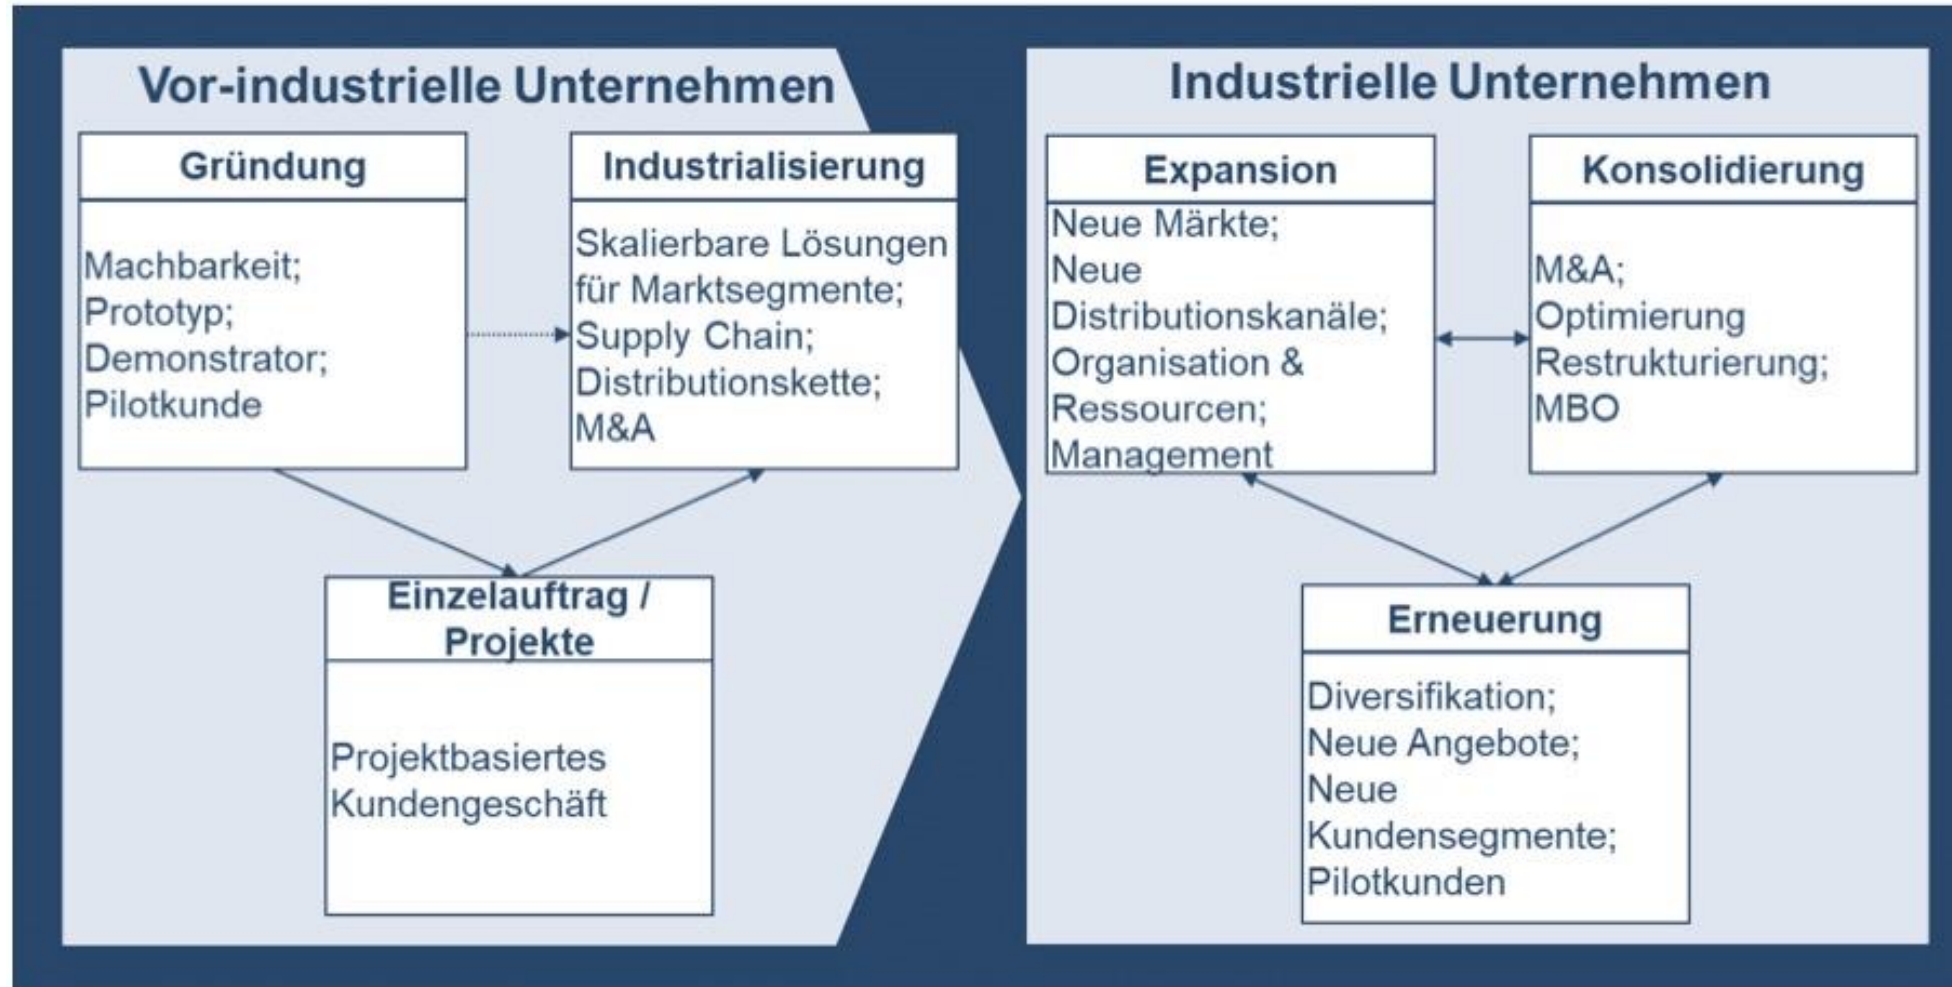 Vor-industrielle Unternehmen
Gründung
Machbarkeit;
Prototyp;
Demonstrator;
Pilotkunde
Industrialisierung
Skalierbare Lösungen
für Marktsegmente;
Supply Chain;
Distributionskette;
M&A
Einzelauftrag /
Projekte
Projektbasiertes
Kundengeschäft
Industrielle Unternehmen
Expansion
Neue Märkte;
Neue
Distributionskanäle;
Organisation &
Ressourcen;
Management
Konsolidierung
M&A;
Optimierung
Restrukturierung;
MBO
Erneuerung
Diversifikation;
Neue Angebote;
Neue
Kundensegmente;
Pilotkunden